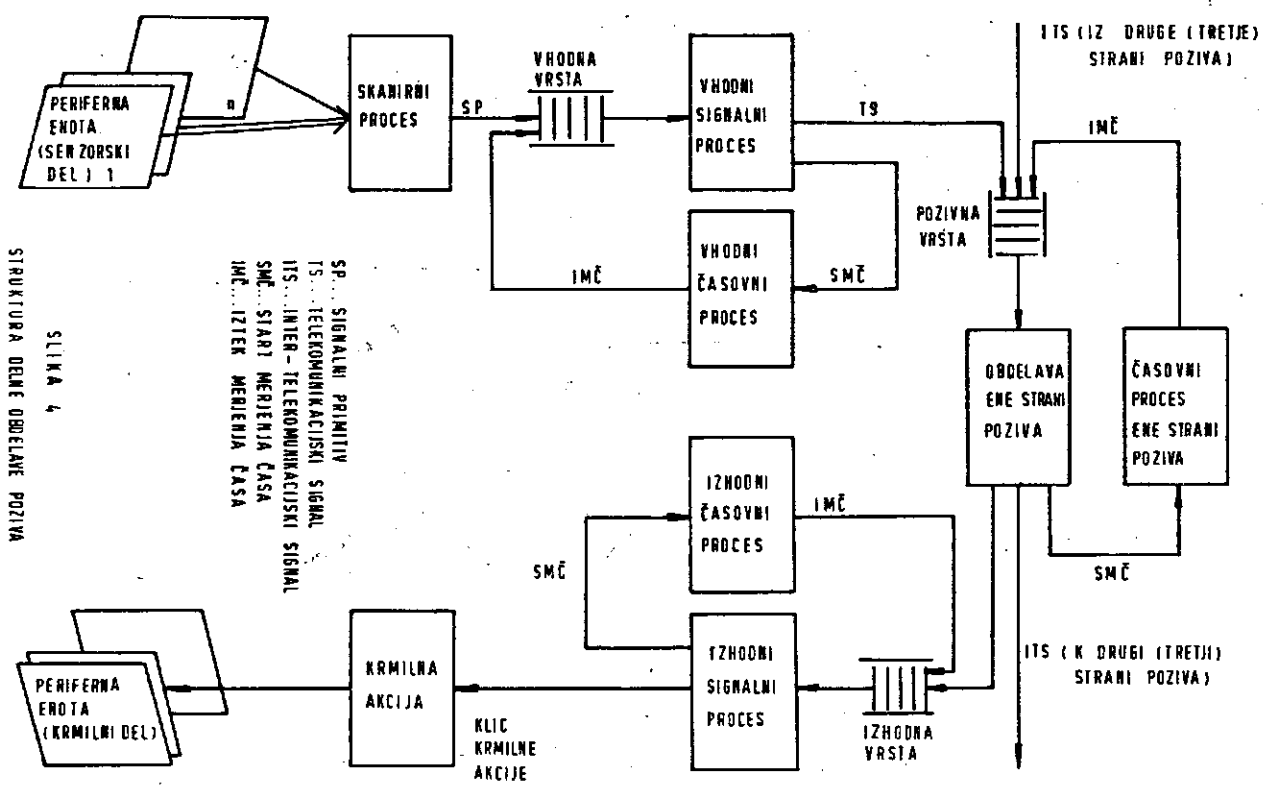 PERIFERNA
ENOTA
(SENZORSKI
DEL) 1
n
SKANIRNI
PROCES
SP
VHODNA
VRSTA
VHODNI
SIGNALNI
PROCES
TS
ITS (IZ DRUGE (TRETJE)
STRANI POZIVA)
IMČ
POZIVNA
VRSTA
VHODNI
ČASOVNI
PROCES
IMČ
SMČ
OBDELAVA
ENE STRANI
POZIVA
ČASOVNI
PROCES
ENE STRANI
POZIVA
SMČ
IZHODNI
ČASOVNI
PROCES
IMČ
SMČ
IZHODNI
SIGNALNI
PROCES
IZHODNA
VRSTA
ITS (K DRUGI (TRETJI)
STRANI POZIVA)
KLIC
KRMILNE
AKCIJE
KRMILNA
AKCIJA
PERIFERNA
ENOTA
(KRMILNI DEL)
SP... SIGNALNI PRIMITIV
TS... TELEKOMUNIKACIJSKI SIGNAL
ITS... INTER-TELEKOMUNIKACIJSKI SIGNAL
SMČ... START MERJENJA ČASA
IMČ... IZTEK MERJENJA ČASA
SLIKA 4
STRUKTURA DELNE OBDELAVE POZIVA